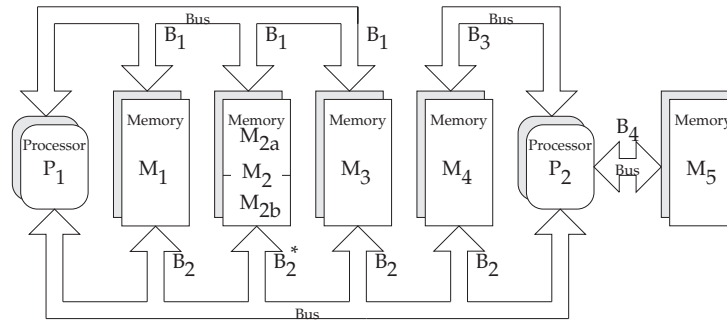 Bus
B1 B1 B1 B3
Memory Memory Memory Memory Memory
Processor M2a Processor B4
P1 M1 M2 M3 M4 P2 Bus M5
M2b
B2 B2* B2 B2
Bus